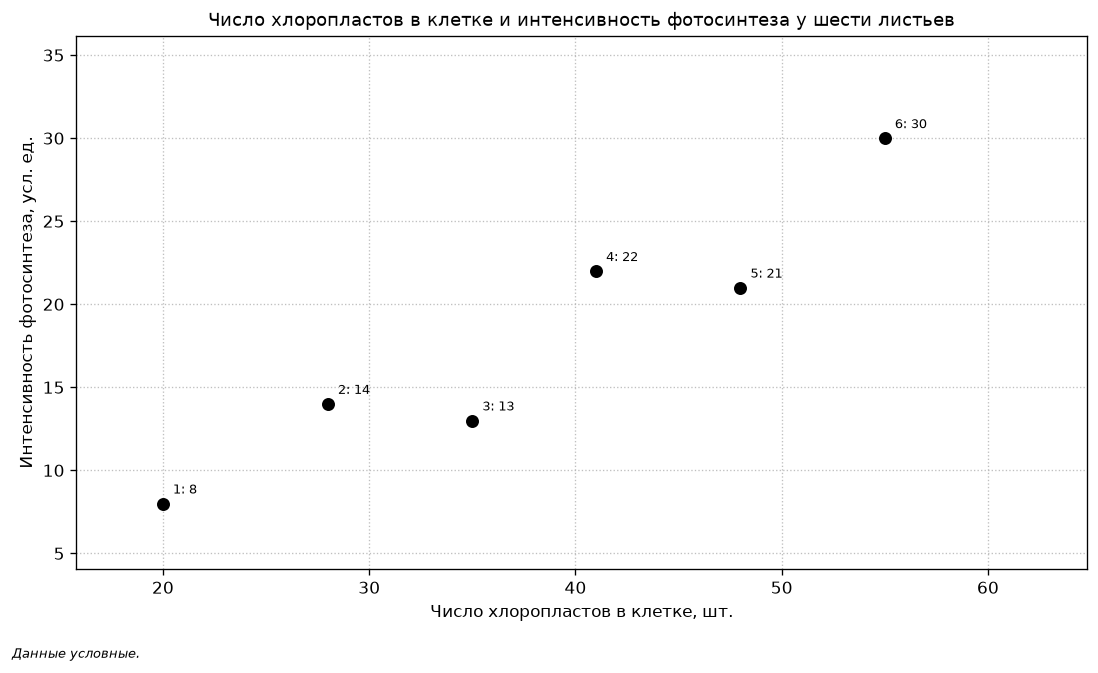 Число хлоропластов в клетке и интенсивность фотосинтеза у шести листьев
Интенсивность фотосинтеза, усл. ед.
35
30
25
20
15
10
5
6: 30
4: 22
5: 21
2: 14
3: 13
1: 8
20 30 40 50 60
Число хлоропластов в клетке, шт.
Данные условные.